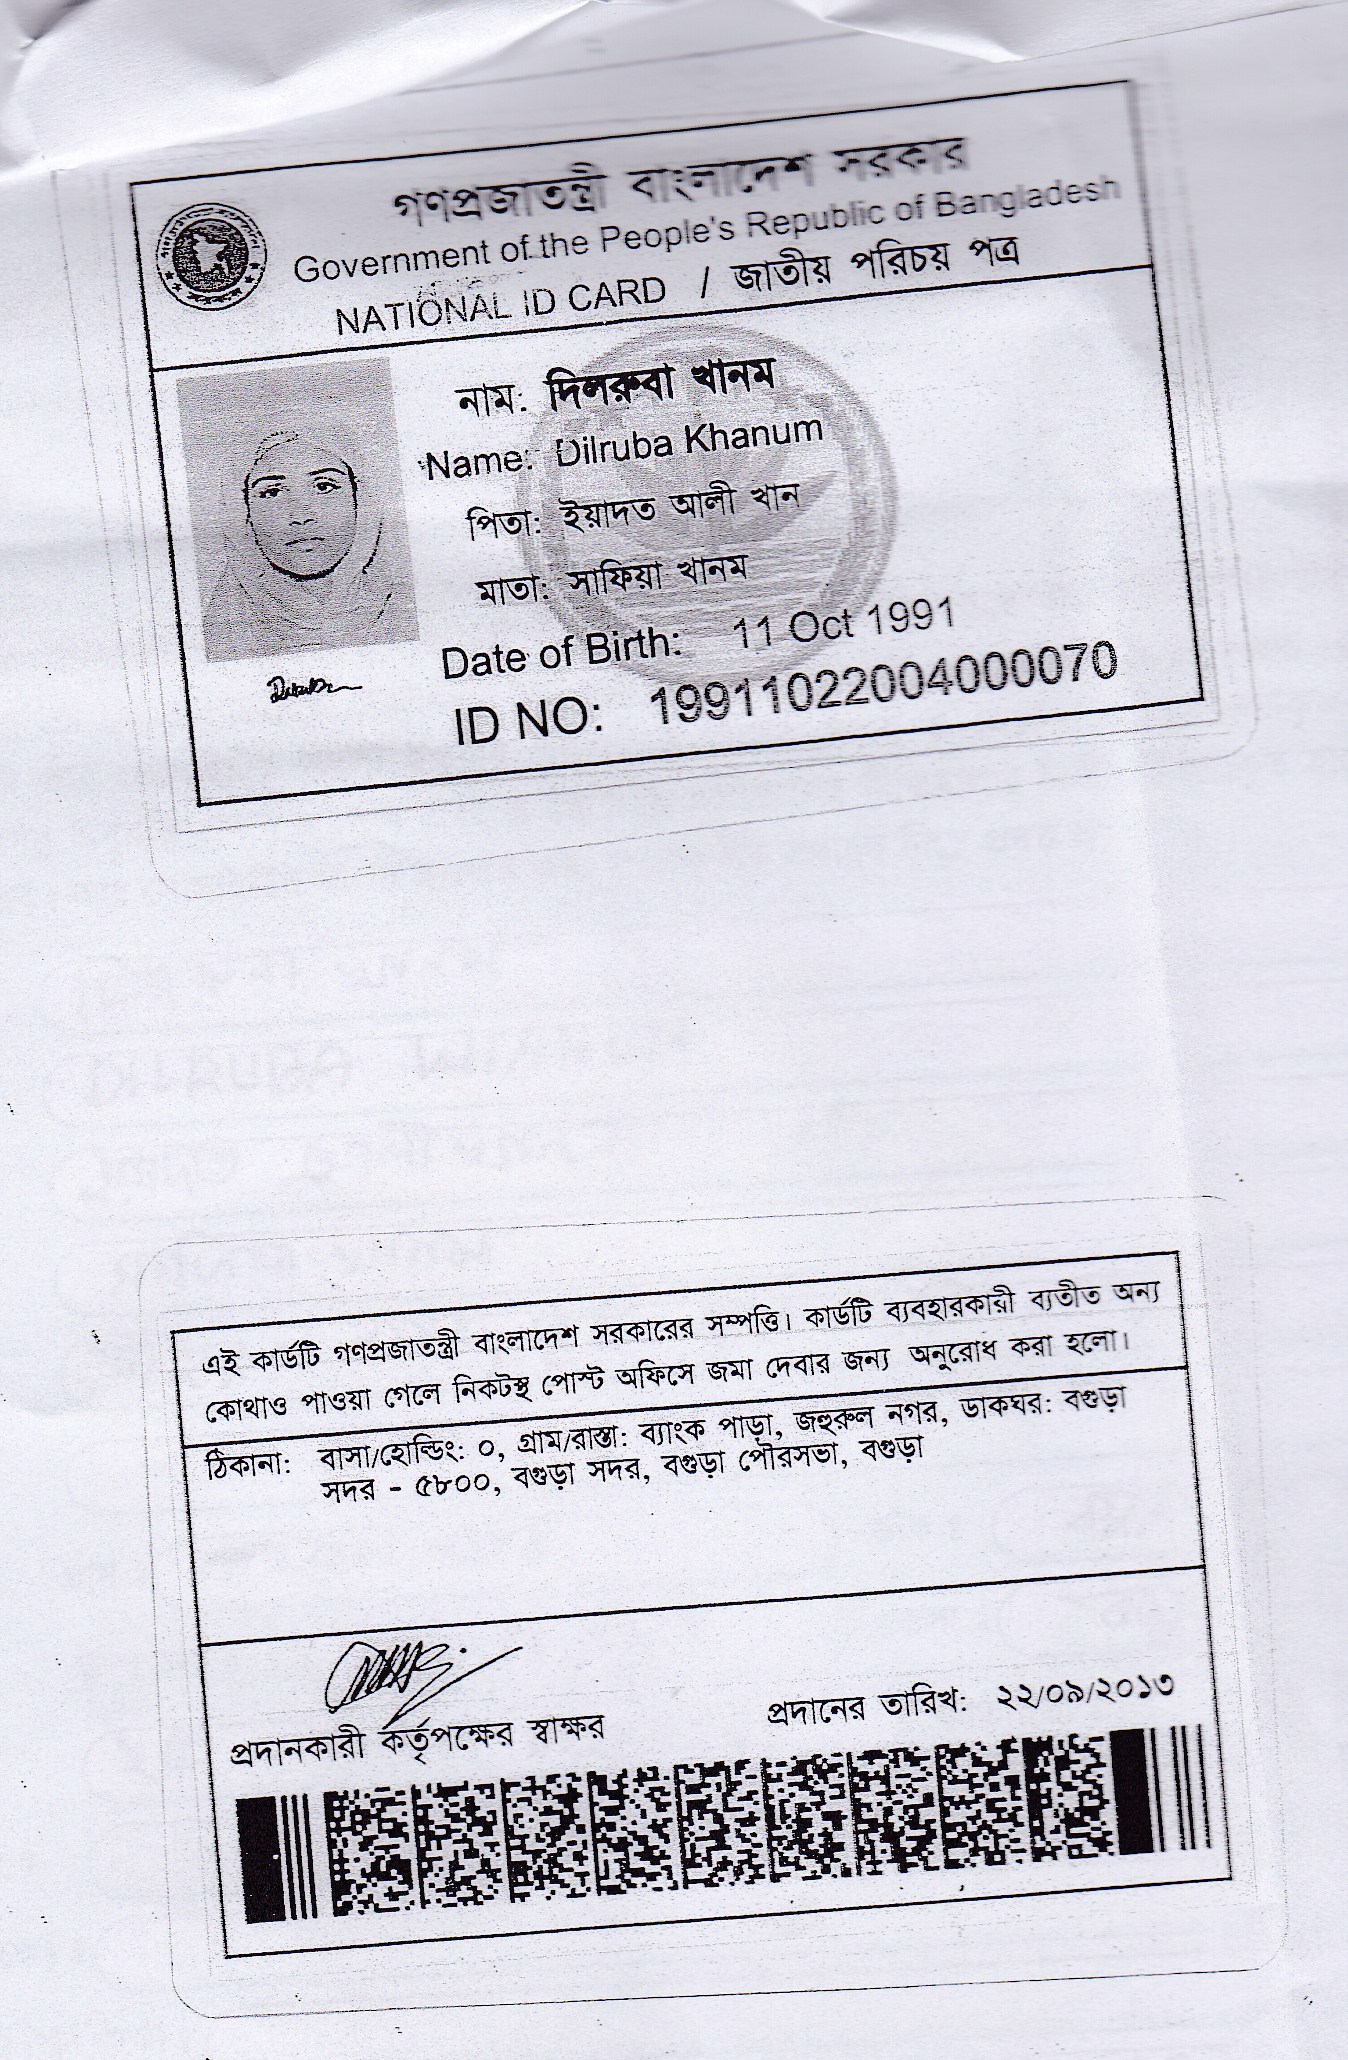 গণপ্রজাতন্ত্রী বাংলাদেশ সরকার
Government of the People's Republic of Bangladesh
NATIONAL ID CARD / জাতীয় পরিচয় পত্র
নাম: দিলরুবা খানম
Name: Dilruba Khanum
পিতা: ইয়াদত আলী খান
মাতা: সাফিয়া খানম
Date of Birth: 11 Oct 1991
ID NO: 19911022004000070
এই কার্ডটি গণপ্রজাতন্ত্রী বাংলাদেশ সরকারের সম্পত্তি। কার্ডটি ব্যবহারকারী ব্যতীত অন্য
কোথাও পাওয়া গেলে নিকটস্থ পোস্ট অফিসে জমা দেবার জন্য অনুরোধ করা হলো।
ঠিকানা: বাসা/হোল্ডিং: ০, গ্রাম/রাস্তা: ব্যাংক পাড়া, জহুরুল নগর, ডাকঘর: বগুড়া
সদর - ৫৮০০, বগুড়া সদর, বগুড়া পৌরসভা, বগুড়া
প্রদানকারী কর্তৃপক্ষের স্বাক্ষর
প্রদানের তারিখ: ২২/০৯/২০১৩